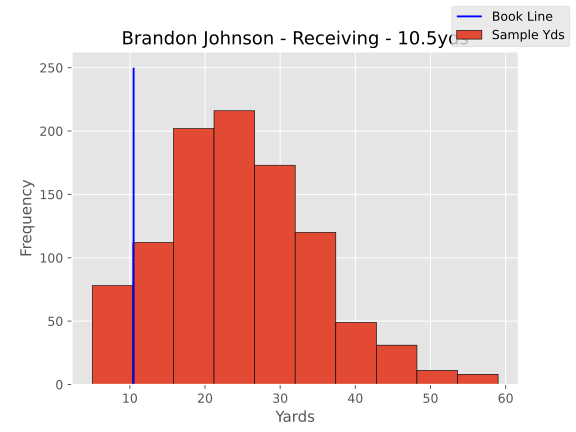 Brandon Johnson - Receiving - 10.5yds
Book Line
Sample Yds
250
200
150
100
50
0
Frequency
10 20 30 40 50 60
Yards